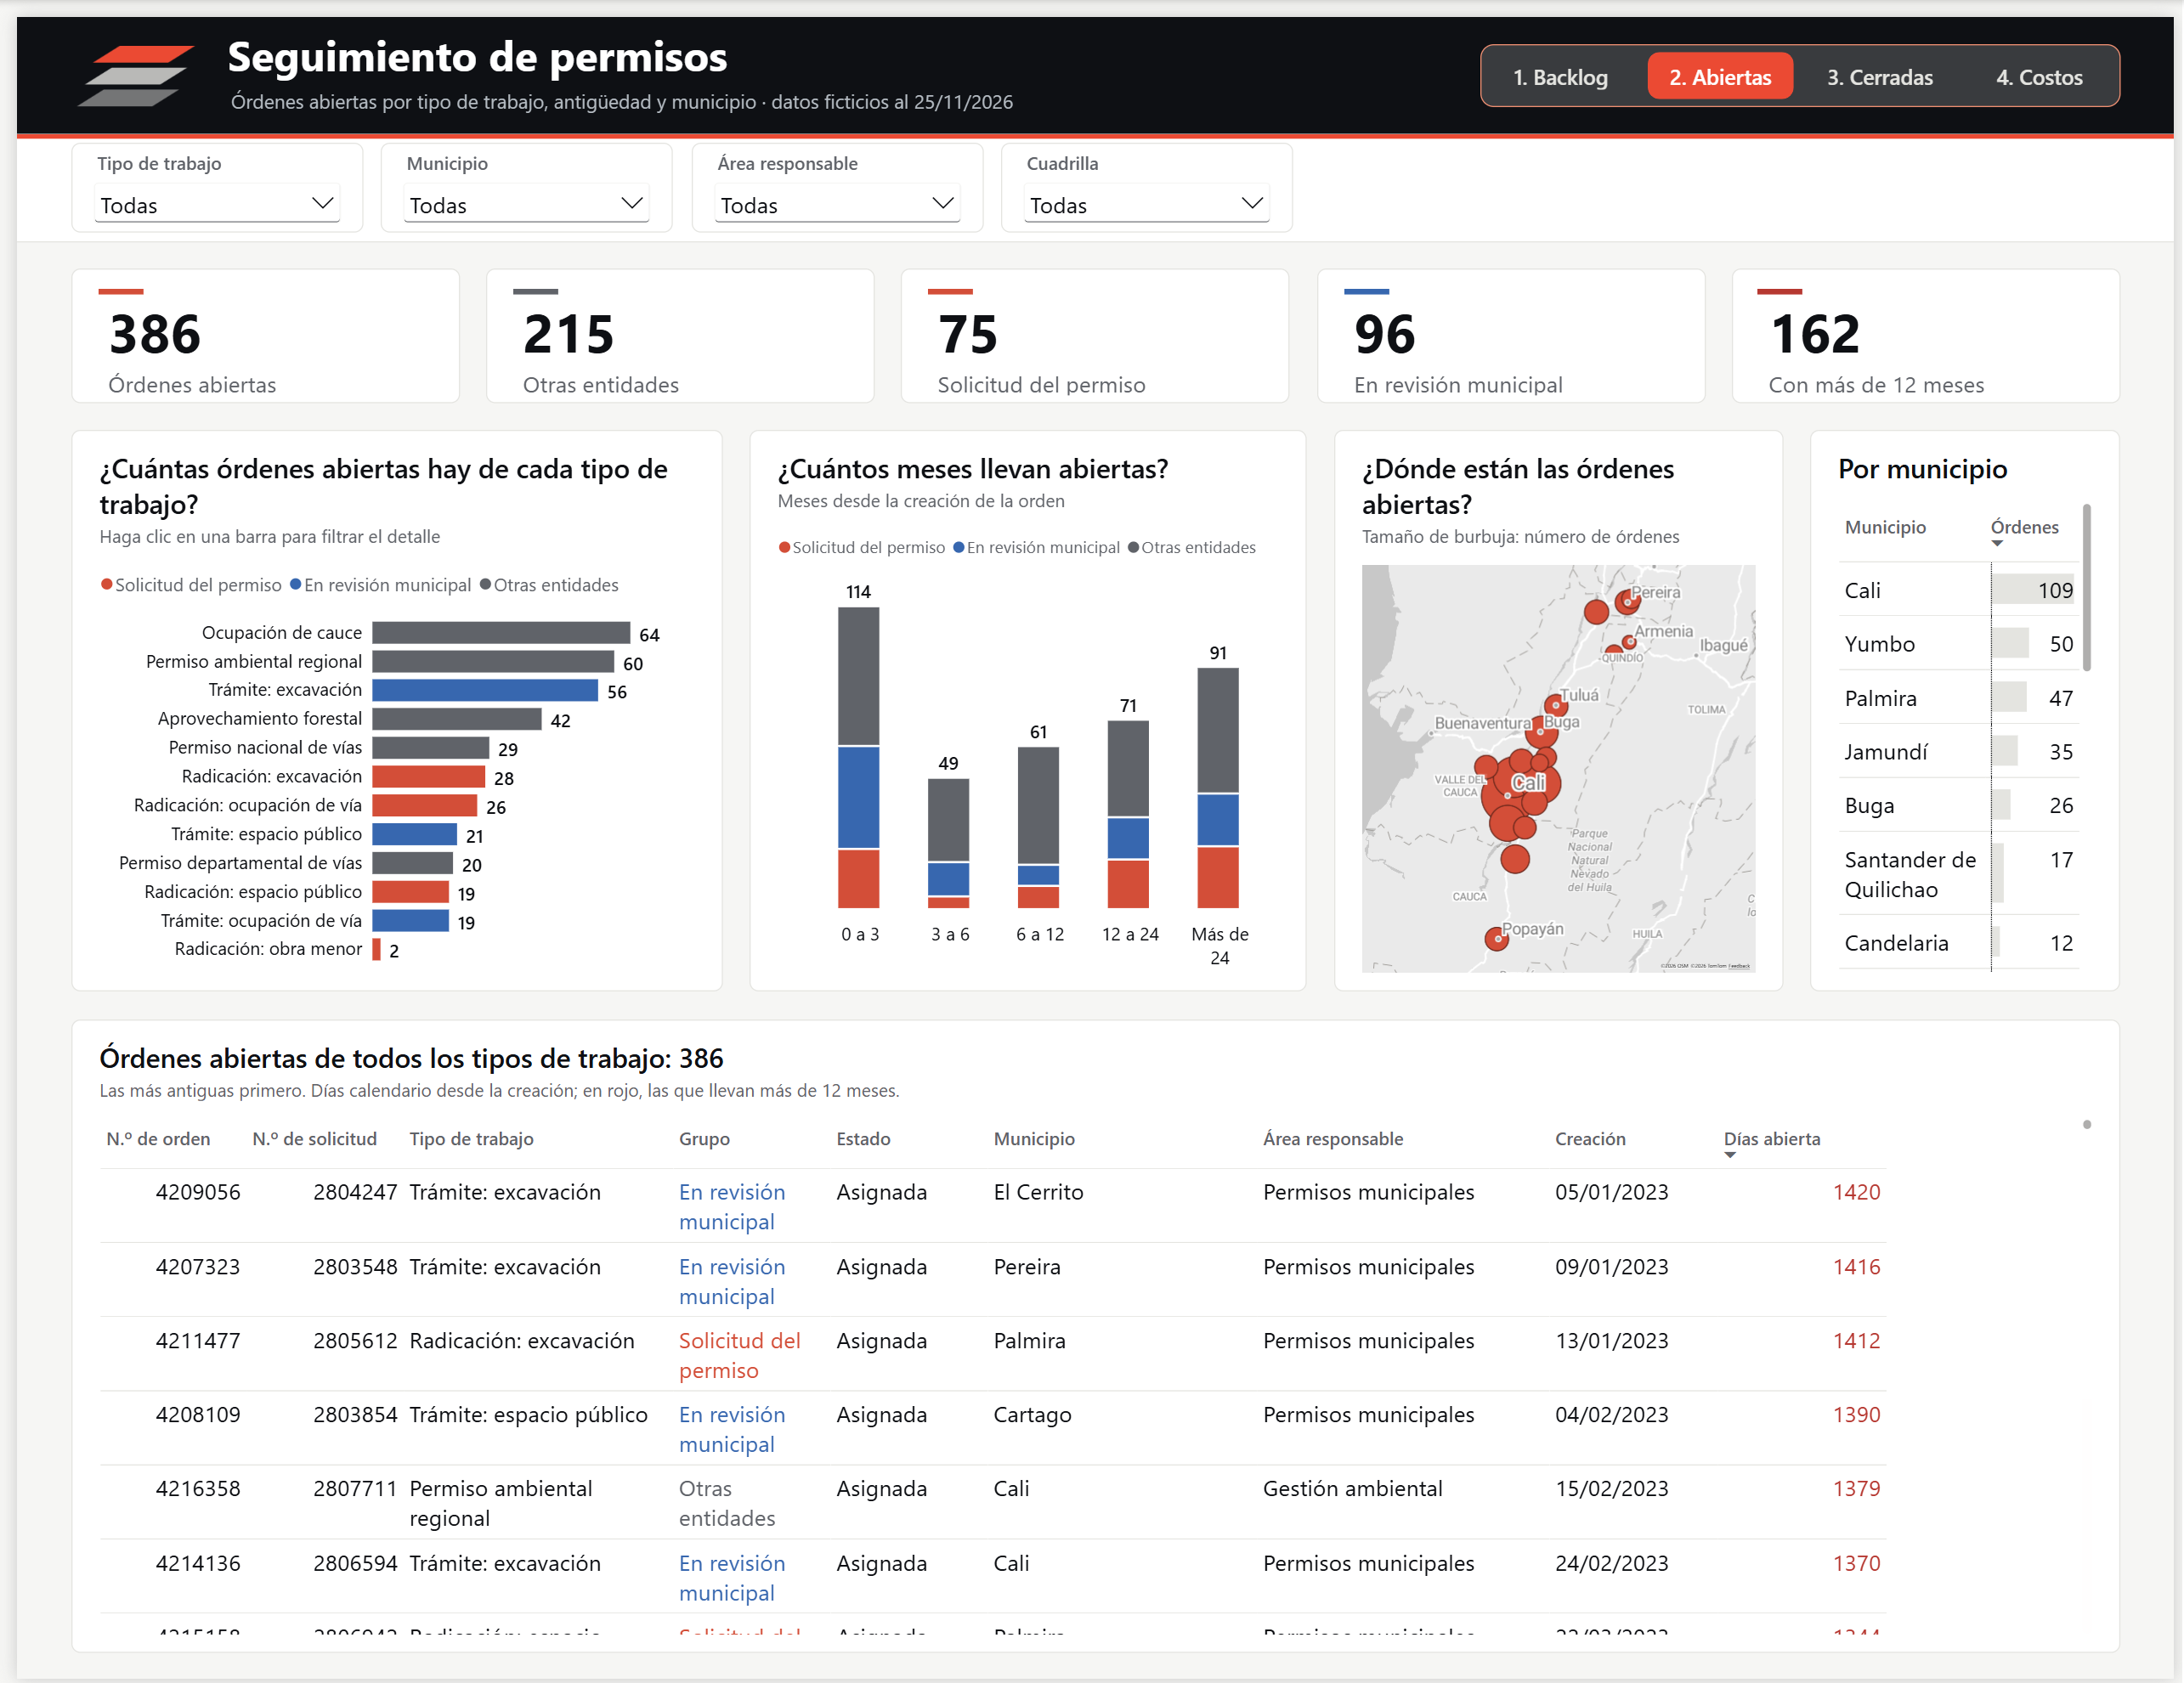 Seguimiento de permisos
Órdenes abiertas por tipo de trabajo, antigüedad y municipio · datos ficticios al 25/11/2026
1. Backlog
2. Abiertas
3. Cerradas
4. Costos
Tipo de trabajo
Todas
Municipio
Todas
Área responsable
Todas
Cuadrilla
Todas
386
Órdenes abiertas
215
Otras entidades
75
Solicitud del permiso
96
En revisión municipal
162
Con más de 12 meses
¿Cuántas órdenes abiertas hay de cada tipo de
trabajo?
Haga clic en una barra para filtrar el detalle
Solicitud del permiso En revisión municipal Otras entidades
Ocupación de cauce 64
Permiso ambiental regional 60
Trámite: excavación 56
Aprovechamiento forestal 42
Permiso nacional de vías 29
Radicación: excavación 28
Radicación: ocupación de vía 26
Trámite: espacio público 21
Permiso departamental de vías 20
Radicación: espacio público 19
Trámite: ocupación de vía 19
Radicación: obra menor 2
¿Cuántos meses llevan abiertas?
Meses desde la creación de la orden
Solicitud del permiso En revisión municipal Otras entidades
114
49
61
71
91
0 a 3
3 a 6
6 a 12
12 a 24
Más de
24
¿Dónde están las órdenes
abiertas?
Tamaño de burbuja: número de órdenes
Pereira
Armenia
QUINDÍO
Ibagué
Tuluá
TOLIMA
Buenaventura
Buga
VALLE DEL
CAUCA
Cali
Parque
Nacional
Natural
Nevado
del Huila
CAUCA
Popayán
HUILA
©2026 OSM ©2026 TomTom Feedback
Por municipio
Municipio Órdenes
Cali 109
Yumbo 50
Palmira 47
Jamundí 35
Buga 26
Santander de
Quilichao 17
Candelaria 12
Órdenes abiertas de todos los tipos de trabajo: 386
Las más antiguas primero. Días calendario desde la creación; en rojo, las que llevan más de 12 meses.
N.º de orden N.º de solicitud Tipo de trabajo Grupo Estado Municipio Área responsable Creación Días abierta
4209056 2804247 Trámite: excavación En revisión municipal Asignada El Cerrito Permisos municipales 05/01/2023 1420
4207323 2803548 Trámite: excavación En revisión municipal Asignada Pereira Permisos municipales 09/01/2023 1416
4211477 2805612 Radicación: excavación Solicitud del permiso Asignada Palmira Permisos municipales 13/01/2023 1412
4208109 2803854 Trámite: espacio público En revisión municipal Asignada Cartago Permisos municipales 04/02/2023 1390
4216358 2807711 Permiso ambiental regional Otras entidades Asignada Cali Gestión ambiental 15/02/2023 1379
4214136 2806594 Trámite: excavación En revisión municipal Asignada Cali Permisos municipales 24/02/2023 1370